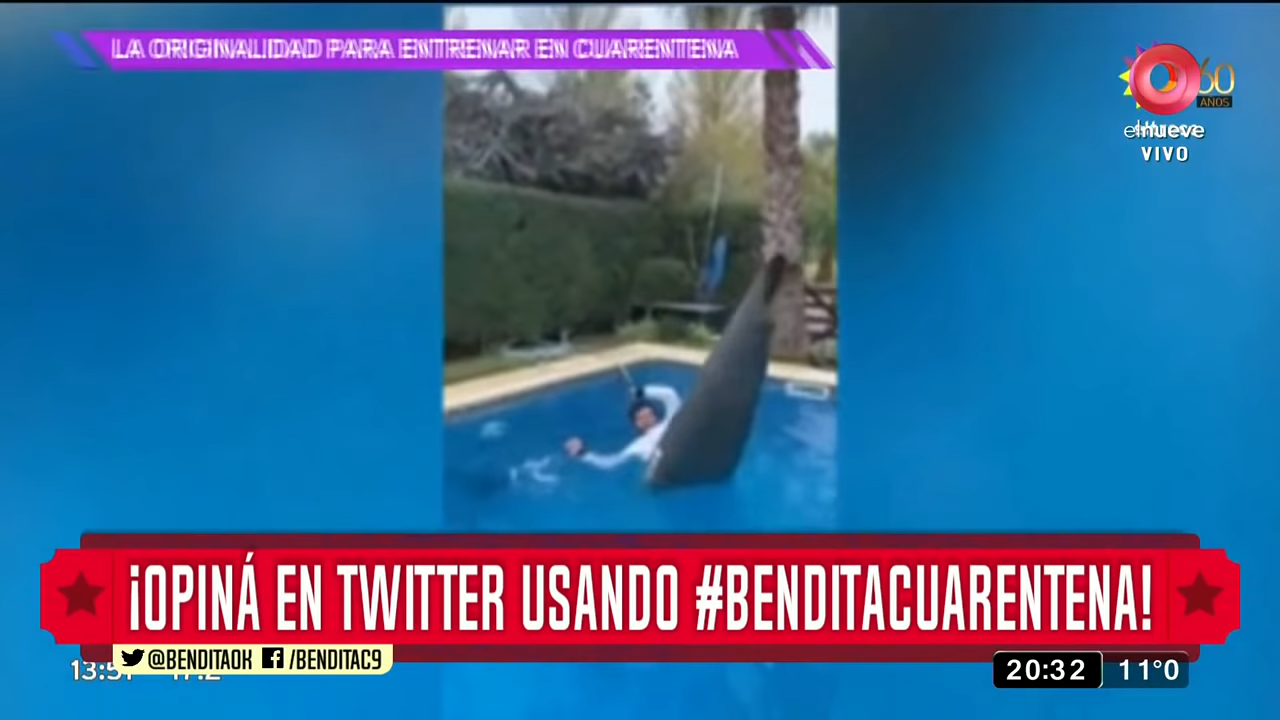 LA ORIGINALIDAD PARA ENTRENAR EN CUARENTENA
60
AÑOS
elnueve
VIVO
¡OPINÁ EN TWITTER USANDO #BENDITACUARENTENA!
@BENDITAOK /BENDITAC9
20:32 11°0